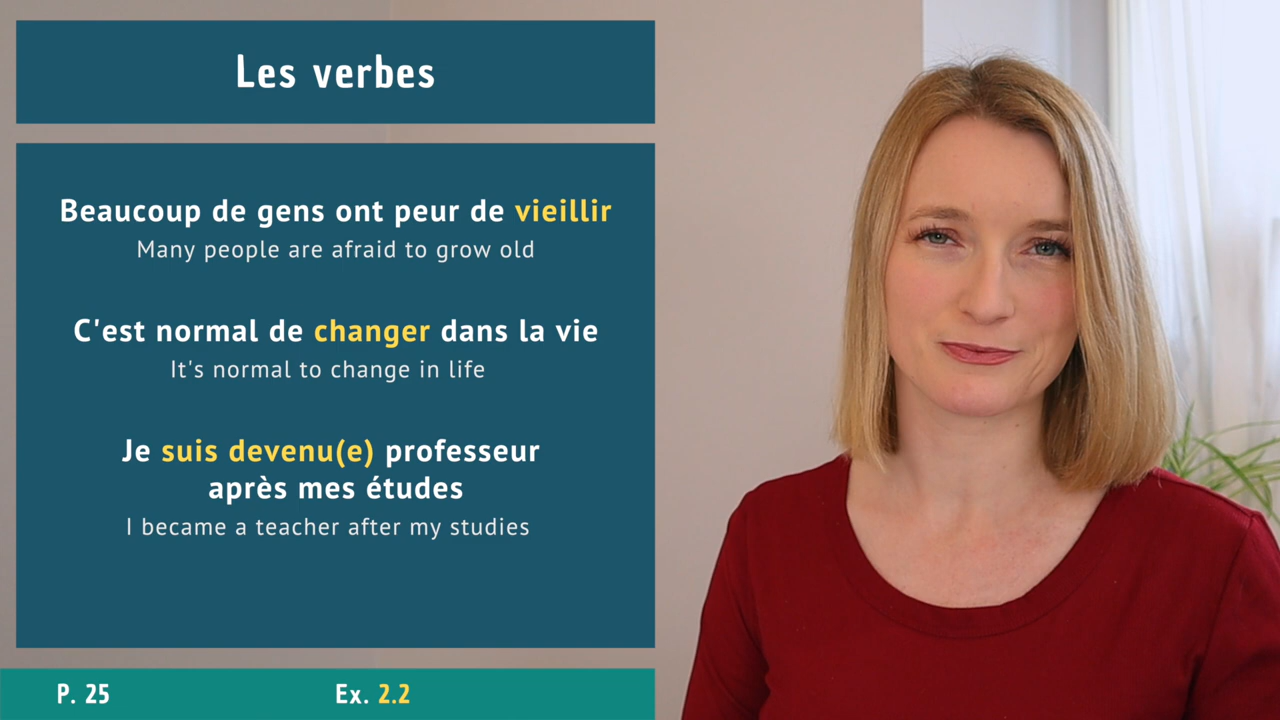 Les verbes
Beaucoup de gens ont peur de vieillir
Many people are afraid to grow old
C'est normal de changer dans la vie
It's normal to change in life
Je suis devenu(e) professeur
après mes études
I became a teacher after my studies
P. 25 Ex. 2.2